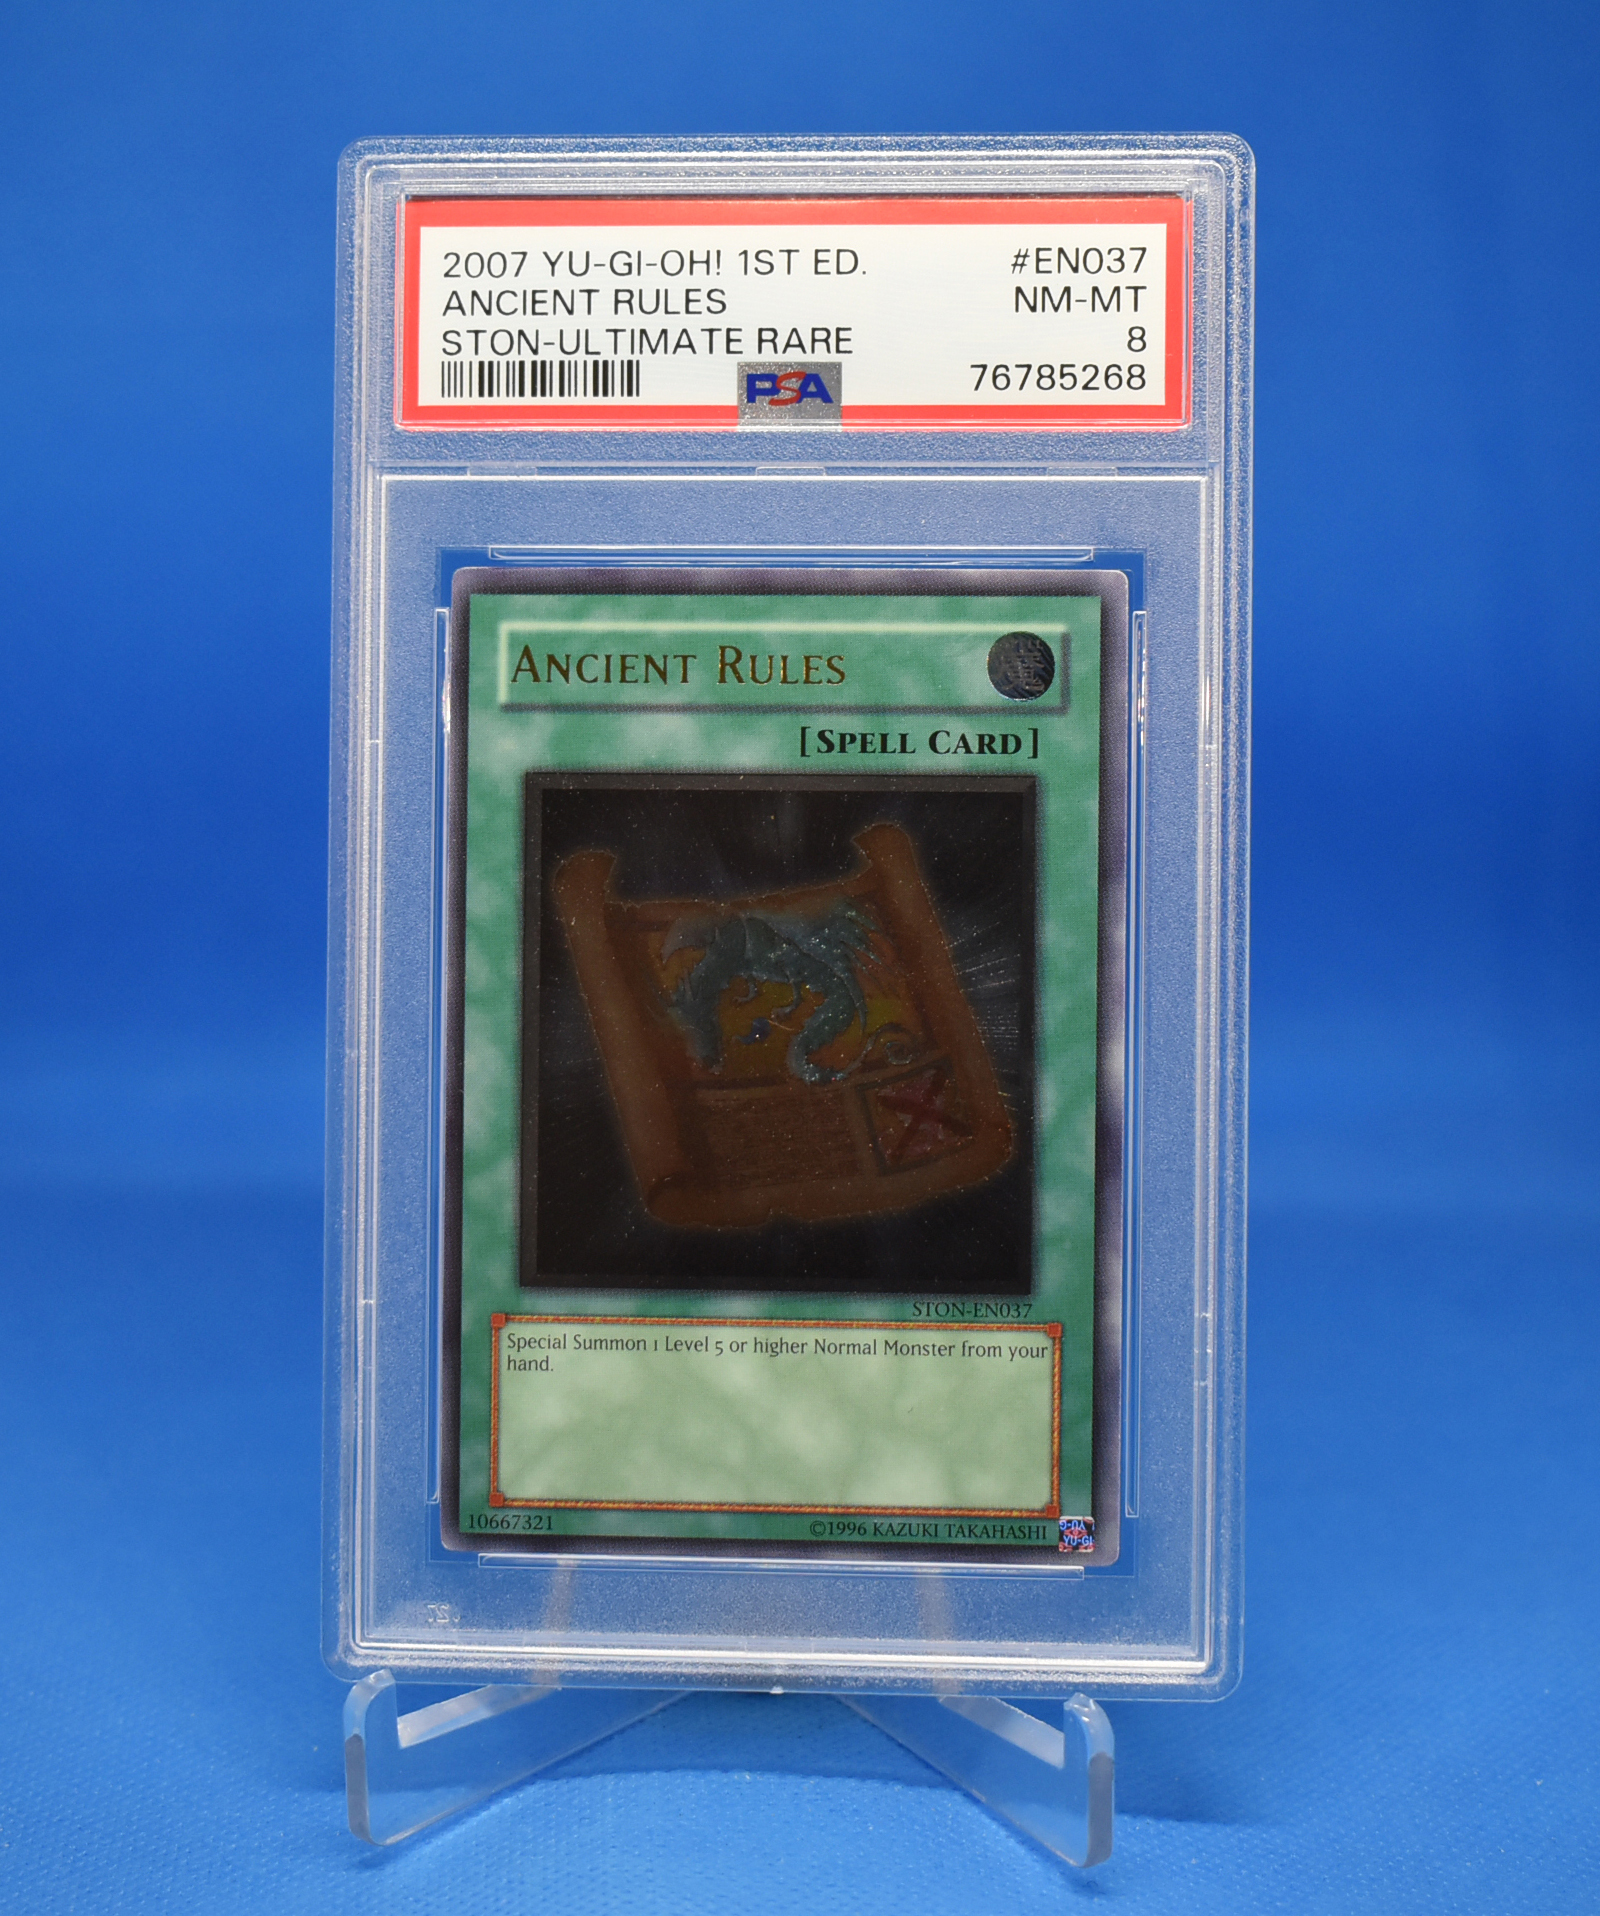 2007 YU-GI-OH! 1ST ED. #EN037
ANCIENT RULES NM-MT
STON-ULTIMATE RARE 8
PSA 76785268
ANCIENT RULES
魔
[SPELL CARD]
STON-EN037
Special Summon 1 Level 5 or higher Normal Monster from your
hand.
10667321 ©1996 KAZUKI TAKAHASHI